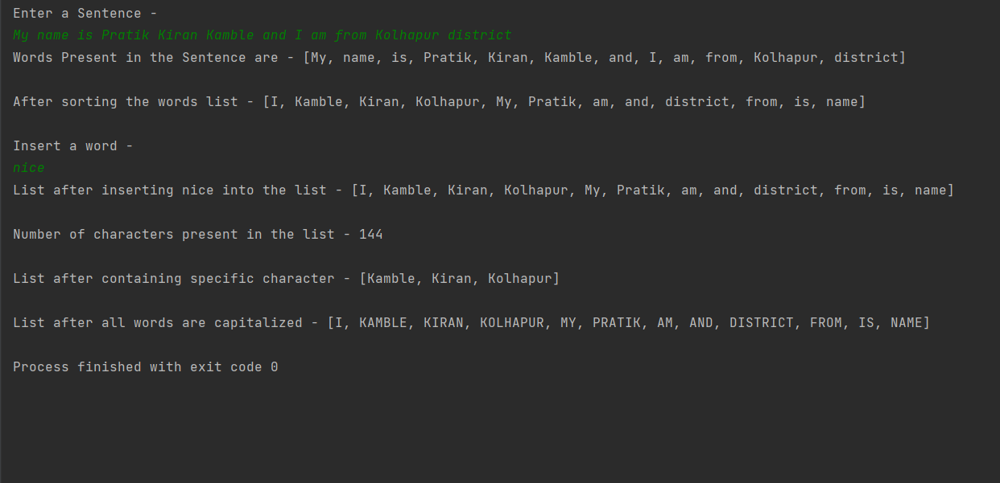 Enter a Sentence -
My name is Pratik Kiran Kamble and I am from Kolhapur district
Words Present in the Sentence are - [My, name, is, Pratik, Kiran, Kamble, and, I, am, from, Kolhapur, district]
After sorting the words list - [I, Kamble, Kiran, Kolhapur, My, Pratik, am, and, district, from, is, name]
Insert a word -
nice
List after inserting nice into the list - [I, Kamble, Kiran, Kolhapur, My, Pratik, am, and, district, from, is, name]
Number of characters present in the list - 144
List after containing specific character - [Kamble, Kiran, Kolhapur]
List after all words are capitalized - [I, KAMBLE, KIRAN, KOLHAPUR, MY, PRATIK, AM, AND, DISTRICT, FROM, IS, NAME]
Process finished with exit code 0